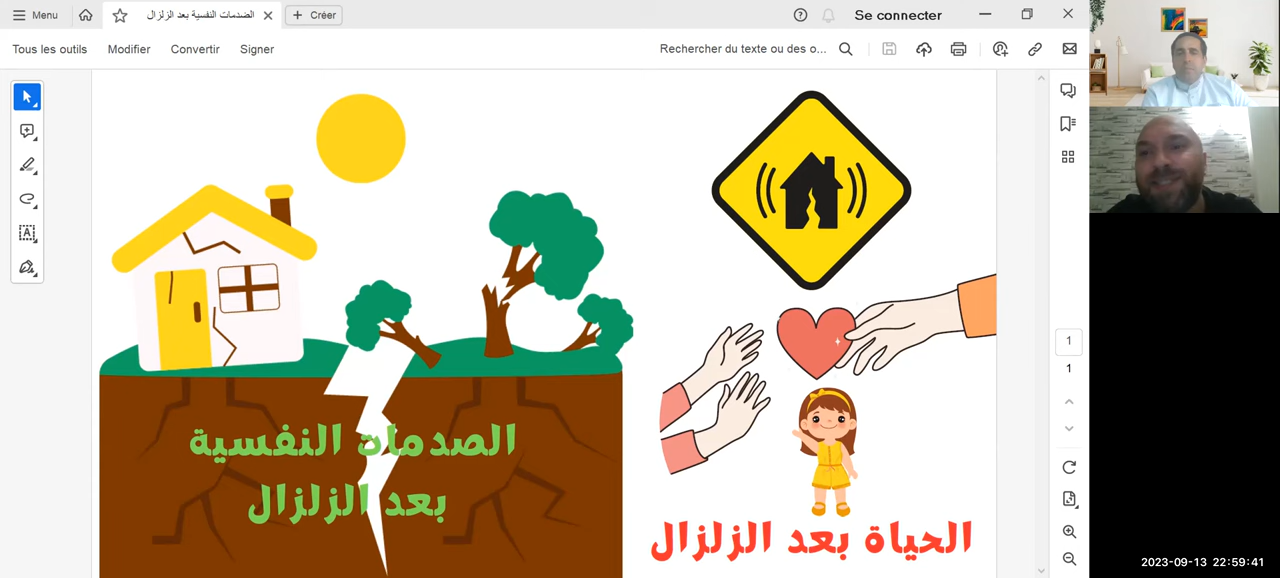 Menu
الصدمات النفسية بعد الزلزال
Créer
Se connecter
Tous les outils
Modifier
Convertir
Signer
Rechercher du texte ou des o...
A
1
1
الصدمات النفسية
بعد الزلزال
الحياة بعد الزلزال
2023-09-13 22:59:41